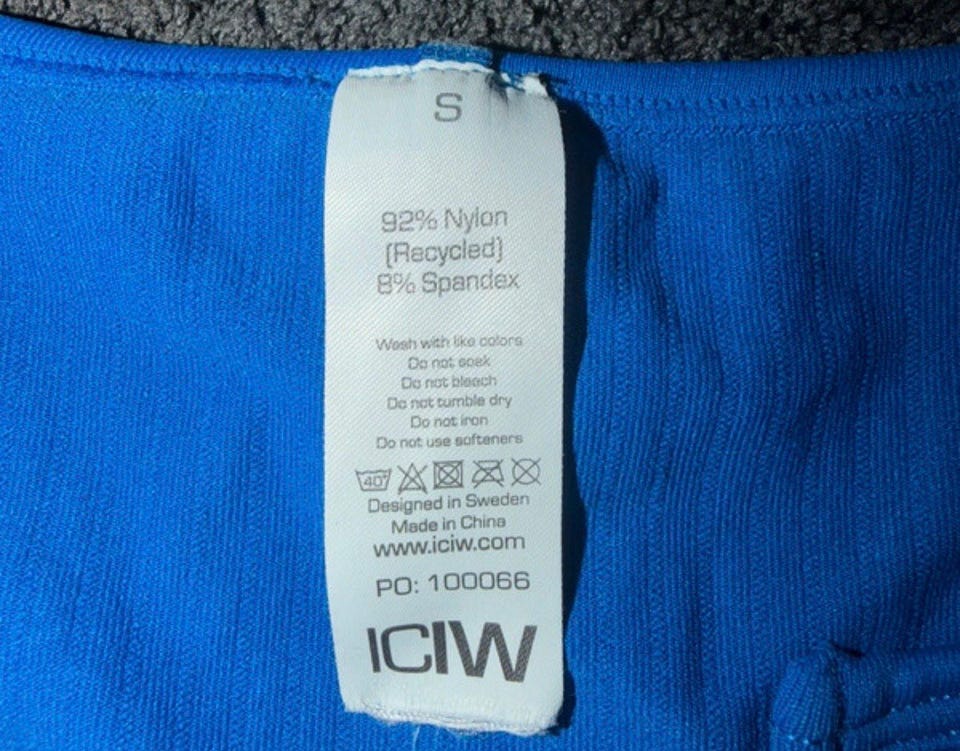 S
92% Nylon
(Recycled)
8% Spandex
Wash with like colors
Do not soak
Do not bleach
Do not tumble dry
Do not iron
Do not use softeners
40°
Designed in Sweden
Made in China
www.iciw.com
PO: 100066
ICIW